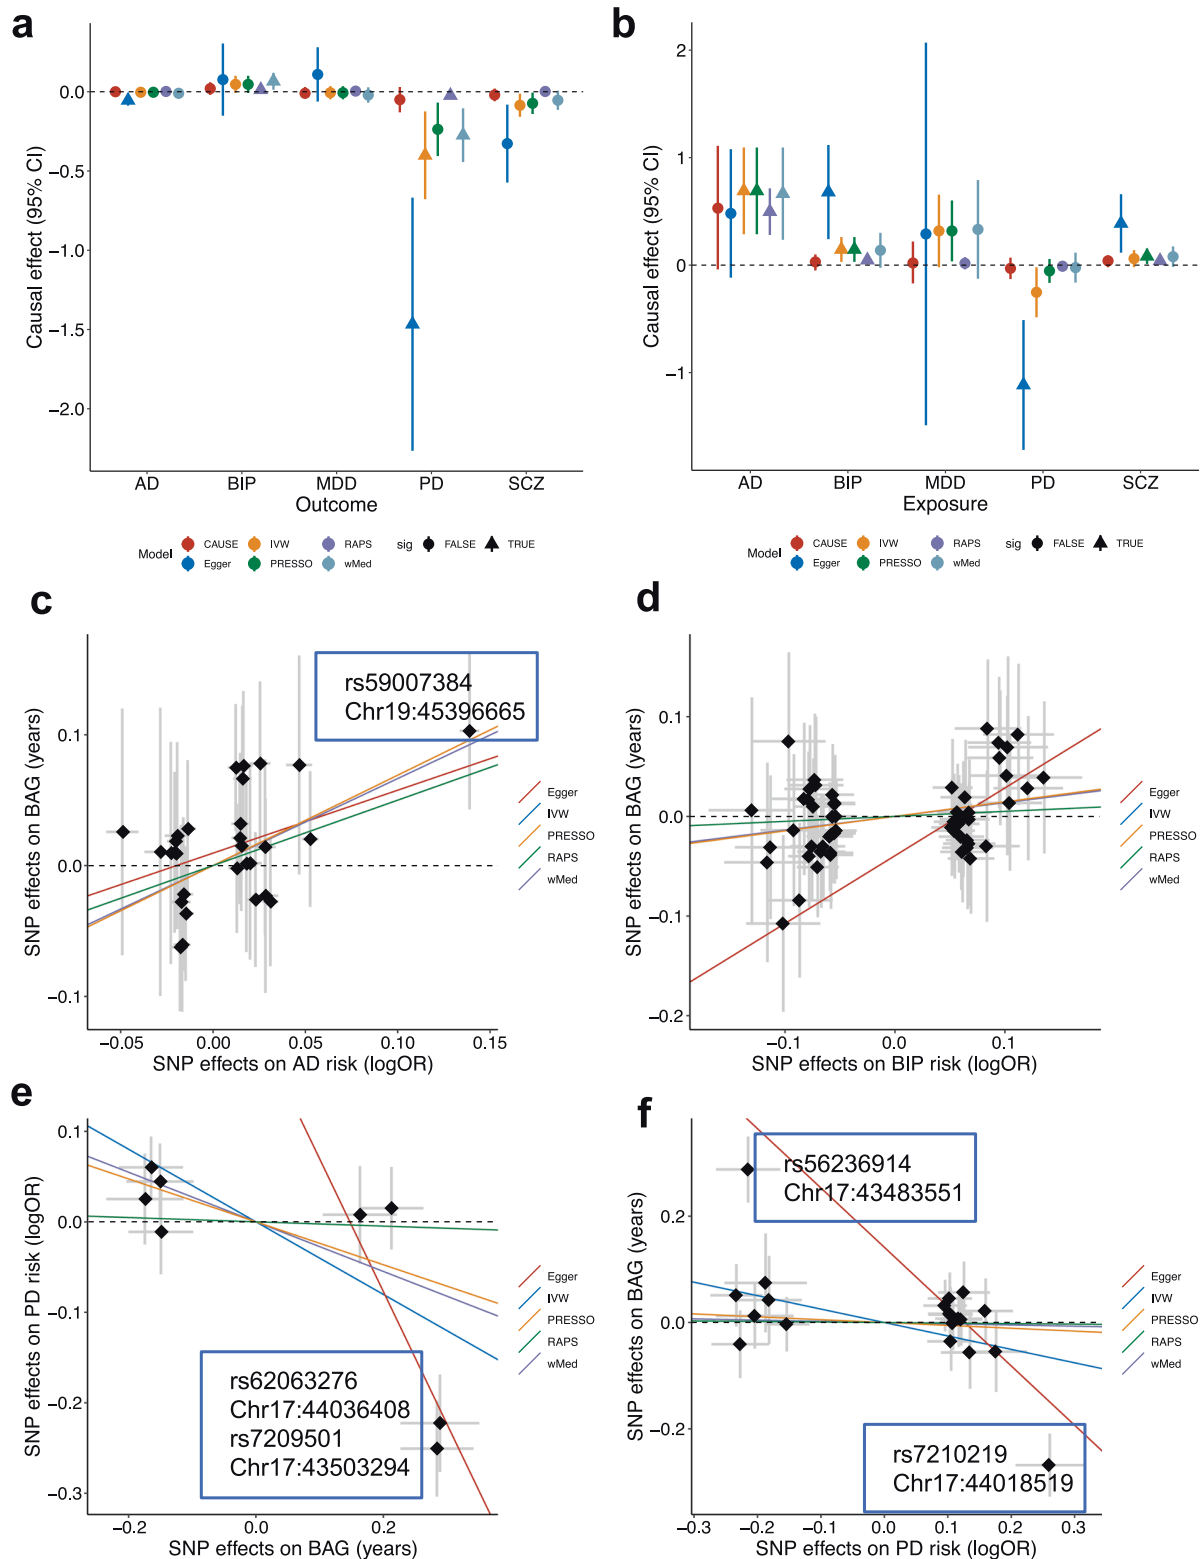 a
Causal effect (95% CI)
0.0
−0.5
−1.0
−1.5
−2.0
AD BIP MDD PD SCZ
Outcome
Model CAUSE IVW RAPS sig FALSE TRUE
Egger PRESSO wMed
b
Causal effect (95% CI)
2
1
0
−1
AD BIP MDD PD SCZ
Exposure
Model CAUSE IVW RAPS sig FALSE TRUE
Egger PRESSO wMed
c
SNP effects on BAG (years)
0.1
0.0
−0.1
rs59007384
Chr19:45396665
−0.05 0.00 0.05 0.10 0.15
SNP effects on AD risk (logOR)
Egger
IVW
PRESSO
RAPS
wMed
d
SNP effects on BAG (years)
0.1
0.0
−0.1
−0.2
−0.1 0.0 0.1
SNP effects on BIP risk (logOR)
Egger
IVW
PRESSO
RAPS
wMed
e
SNP effects on PD risk (logOR)
0.1
0.0
−0.1
−0.2
−0.3
rs62063276
Chr17:44036408
rs7209501
Chr17:43503294
−0.2 0.0 0.2
SNP effects on BAG (years)
Egger
IVW
PRESSO
RAPS
wMed
f
SNP effects on BAG (years)
0.2
0.0
−0.2
rs56236914
Chr17:43483551
rs7210219
Chr17:44018519
−0.3 −0.2 −0.1 0.0 0.1 0.2 0.3
SNP effects on PD risk (logOR)
Egger
IVW
PRESSO
RAPS
wMed